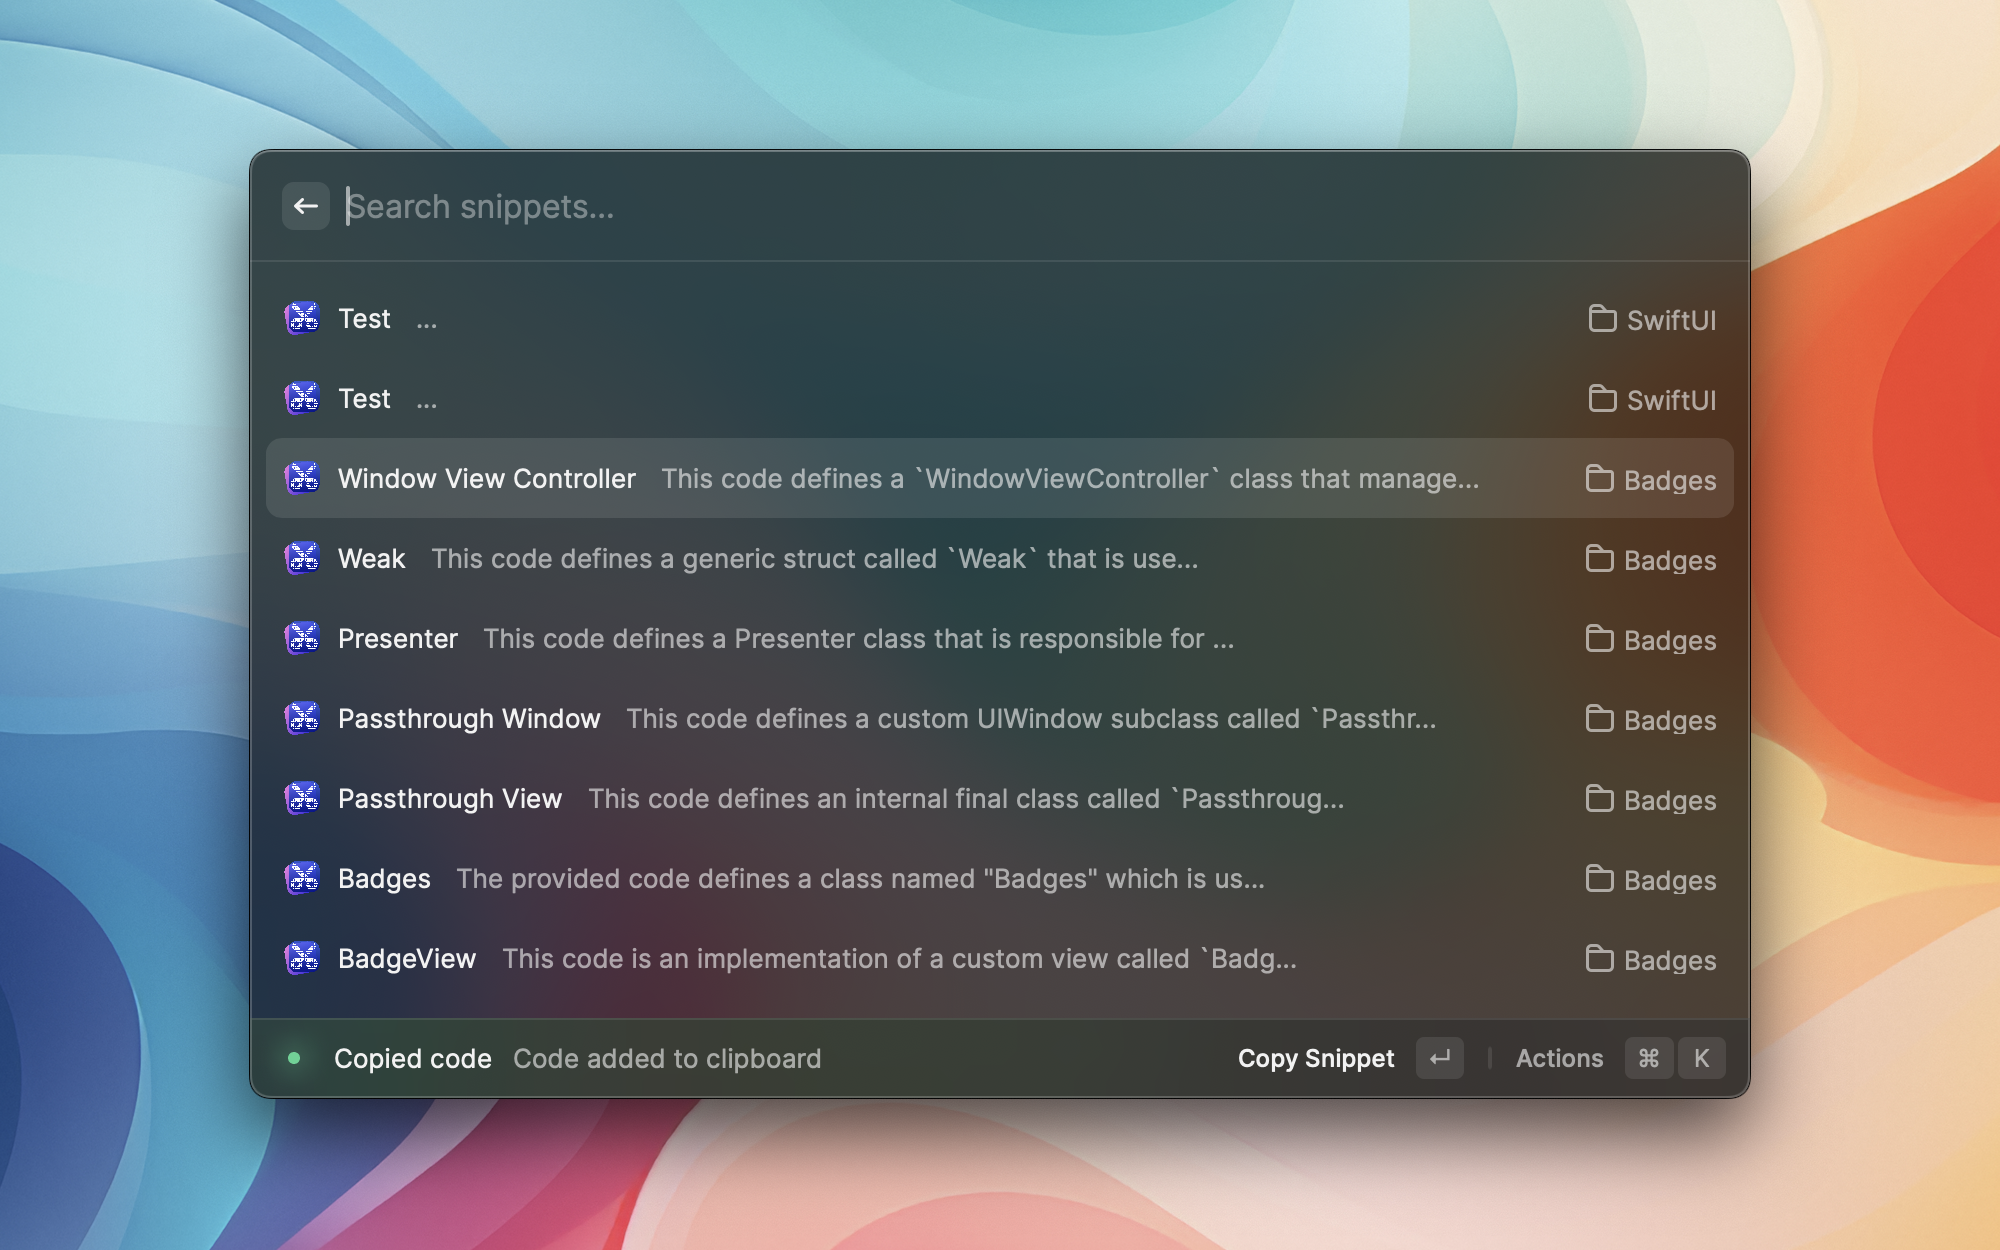 Search snippets...
Test ... SwiftUI
Test ... SwiftUI
Window View Controller This code defines a `WindowViewController` class that manage... Badges
Weak This code defines a generic struct called `Weak` that is use... Badges
Presenter This code defines a Presenter class that is responsible for ... Badges
Passthrough Window This code defines a custom UIWindow subclass called `Passthr... Badges
Passthrough View This code defines an internal final class called `Passthroug... Badges
Badges The provided code defines a class named "Badges" which is us... Badges
BadgeView This code is an implementation of a custom view called `Badg... Badges
Copied code Code added to clipboard Copy Snippet ↵ Actions ⌘ K